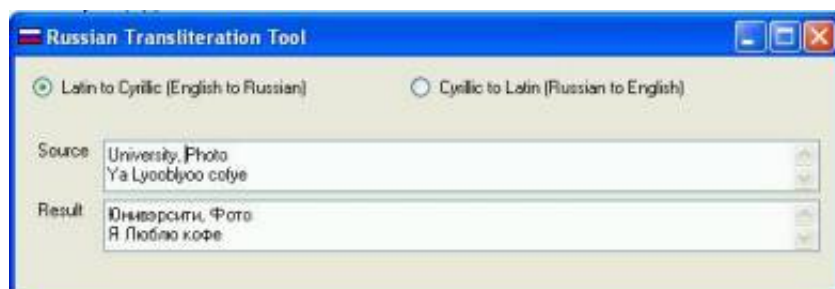 Russian Transliteration Tool
Latin to Cyrillic (English to Russian) Cyrillic to Latin (Russian to English)
Source University, Photo
Ya Lyooblyoo cofye
Result Юниварсити, Фото
Я Люблю кофе